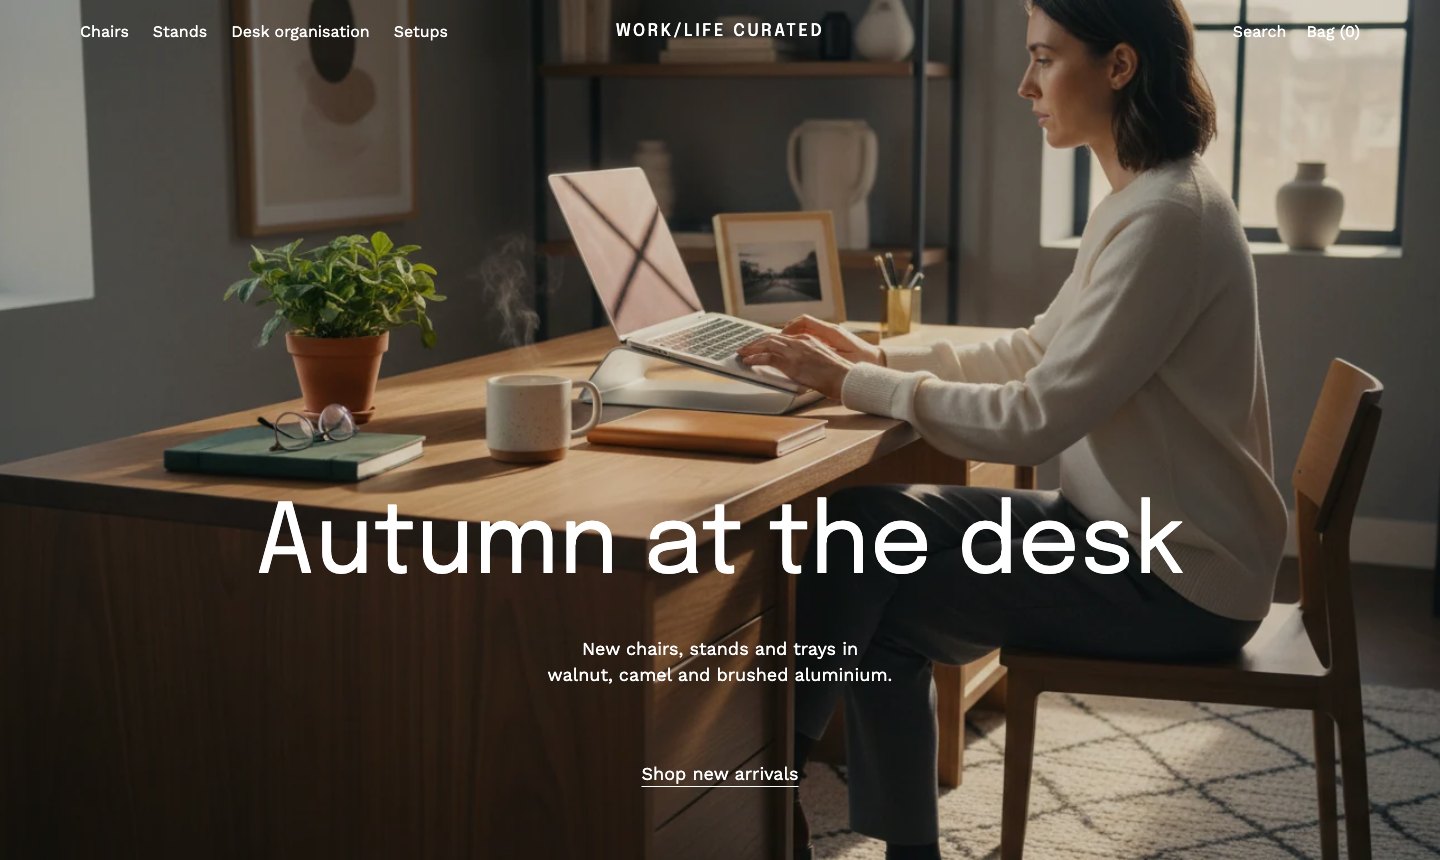 Chairs Stands Desk organisation Setups WORK/LIFE CURATED Search Bag (0)
Autumn at the desk
New chairs, stands and trays in
walnut, camel and brushed aluminium.
Shop new arrivals